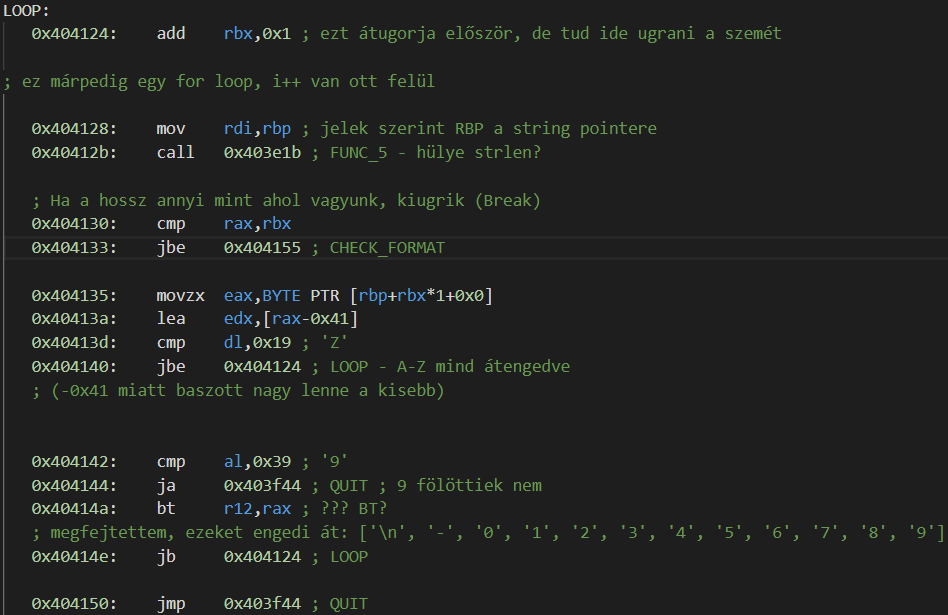 LOOP:
0x404124: add rbx,0x1 ; ezt átugorja először, de tud ide ugrani a szemét
; ez márpedig egy for loop, i++ van ott felül
0x404128: mov rdi,rbp ; jelek szerint RBP a string pointere
0x40412b: call 0x403e1b ; FUNC_5 - hülye strlen?
; Ha a hossz annyi mint ahol vagyunk, kiugrik (Break)
0x404130: cmp rax,rbx
0x404133: jbe 0x404155 ; CHECK_FORMAT
0x404135: movzx eax,BYTE PTR [rbp+rbx*1+0x0]
0x40413a: lea edx,[rax-0x41]
0x40413d: cmp dl,0x19 ; 'Z'
0x404140: jbe 0x404124 ; LOOP - A-Z mind átengedve
; (-0x41 miatt baszott nagy lenne a kisebb)
0x404142: cmp al,0x39 ; '9'
0x404144: ja 0x403f44 ; QUIT ; 9 fölöttiek nem
0x40414a: bt r12,rax ; ??? BT?
; megfejtettem, ezeket engedi át: ['\n', '-', '0', '1', '2', '3', '4', '5', '6', '7', '8', '9']
0x40414e: jb 0x404124 ; LOOP
0x404150: jmp 0x403f44 ; QUIT